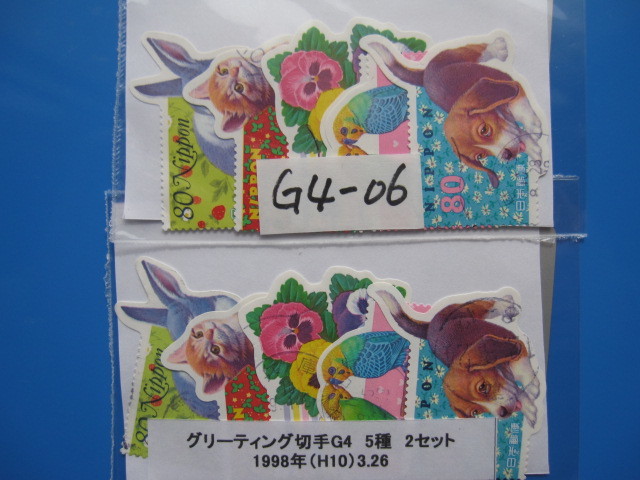 80 Nippon
NIPPON
G4-06
NIPPON
80
日本郵便
80 Nippon
NIPPON
日本郵便
グリーティング切手G4 5種 2セット
1998年(H10)3.26